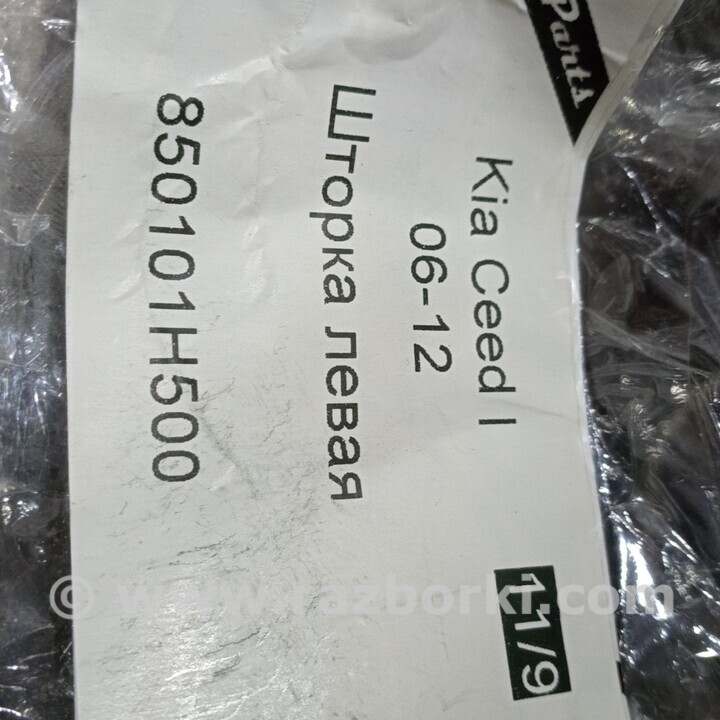 Parts
Kia Ceed I
06-12
Шторка левая
850101H500
11/9
© www.razborki.com